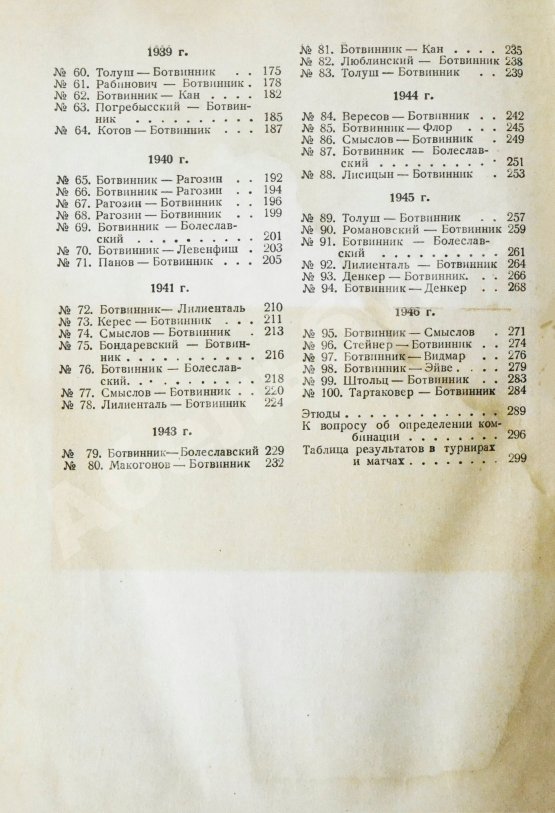 1939 г.
№ 60. Толуш — Ботвинник . . 175
№ 61. Рабинович — Ботвинник . 178
№ 62. Ботвинник — Кан . . . . 182
№ 63. Погребысский — Ботвин-
ник . . . . . . . . . 185
№ 64. Котов — Ботвинник . . . 187
1940 г.
№ 65. Ботвинник — Рагозин . . 192
№ 66. Ботвинник — Рагозин . . 194
№ 67. Рагозин — Ботвинник . . 196
№ 68. Рагозин — Ботвинник . . 199
№ 69. Ботвинник — Болеслав-
ский . . . . . . . . 201
№ 70. Ботвинник — Левенфиш . 203
№ 71. Панов — Ботвинник . . . 205
1941 г.
№ 72. Ботвинник — Лилиенталь 210
№ 73. Керес — Ботвинник . . . 211
№ 74. Смыслов — Ботвинник . 213
№ 75. Бондаревский — Ботвин-
ник . . . . . . . . . . 216
№ 76. Ботвинник — Болеслав-
ский. . . . . . . . . 218
№ 77. Смыслов — Ботвинник . . 220
№ 78. Лилиенталь — Ботвинник 224
1943 г.
№ 79. Ботвинник — Болеславский 229
№ 80. Макогонов — Ботвинник 232
№ 81. Ботвинник — Кан . . . . 235
№ 82. Люблинский — Ботвинник 238
№ 83. Толуш — Ботвинник . . 239
1944 г.
№ 84. Вересов — Ботвинник . . 242
№ 85. Ботвинник — Флор . . . 245
№ 86. Смыслов — Ботвинник . 249
№ 87. Ботвинник — Болеслав-
ский . . . . . . . . . 251
№ 88. Лисицын — Ботвинник . 253
1945 г.
№ 89. Толуш — Ботвинник . . 257
№ 90. Романовский — Ботвинник 259
№ 91. Ботвинник — Болеслав-
ский . . . . . . . . . 261
№ 92. Лилиенталь — Ботвинник 264
№ 93. Денкер — Ботвинник. . . 266
№ 94. Ботвинник — Денкер . . 268
1946 г.
№ 95. Ботвинник — Смыслов . 271
№ 96. Стейнер — Ботвинник . . 274
№ 97. Ботвинник — Видмар . . 276
№ 98. Ботвинник — Эйве . . . . 279
№ 99. Штольц — Ботвинник . . 283
№ 100. Тартаковер — Ботвинник 284
Этюды . . . . . . . . . . . . . 289
К вопросу об определении ком-
бинации . . . . . . . . 296
Таблица результатов в турнирах
и матчах . . . . . . . . 299